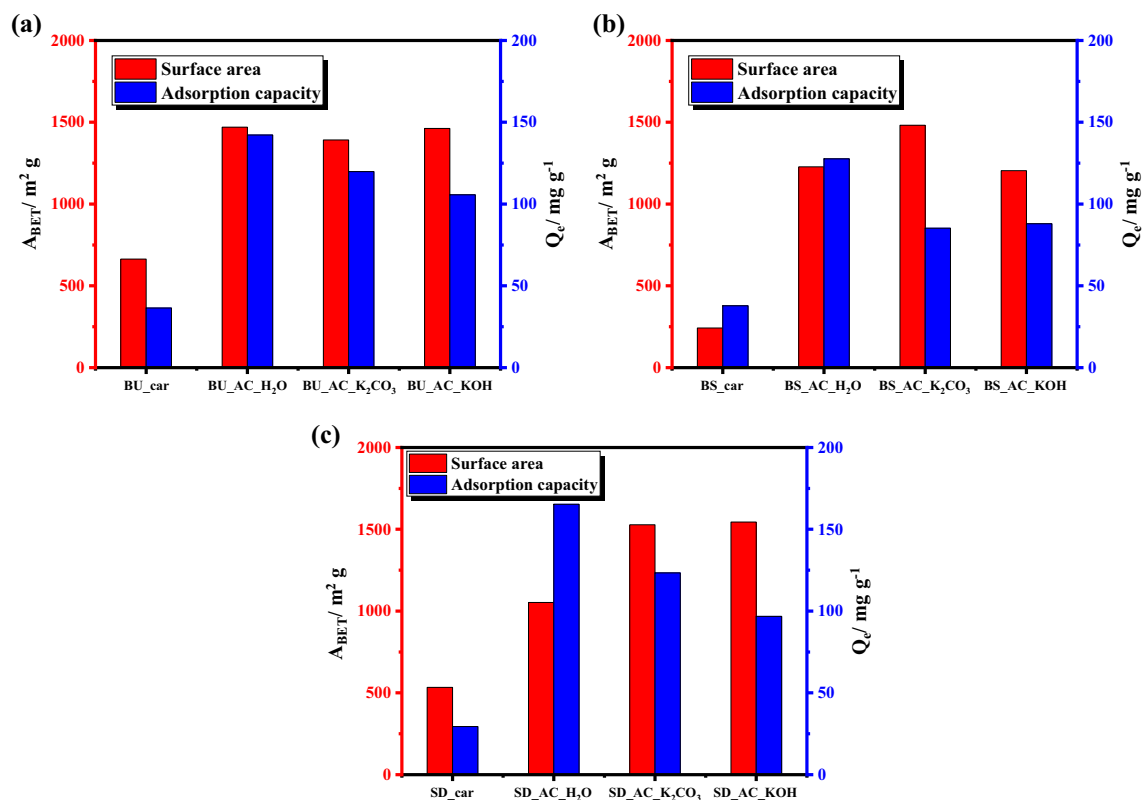 (a)
2000
1500
1000
500
0
A_BET/ m² g
Surface area
Adsorption capacity
200
150
100
50
0
Qₑ/ mg g⁻¹
BU_car BU_AC_H₂O BU_AC_K₂CO₃ BU_AC_KOH
(b)
2000
1500
1000
500
0
A_BET/ m² g
Surface area
Adsorption capacity
200
150
100
50
0
Qₑ/ mg g⁻¹
BS_car BS_AC_H₂O BS_AC_K₂CO₃ BS_AC_KOH
(c)
2000
1500
1000
500
0
A_BET/ m² g
Surface area
Adsorption capacity
200
150
100
50
0
Qₑ/ mg g⁻¹
SD_car SD_AC_H₂O SD_AC_K₂CO₃ SD_AC_KOH